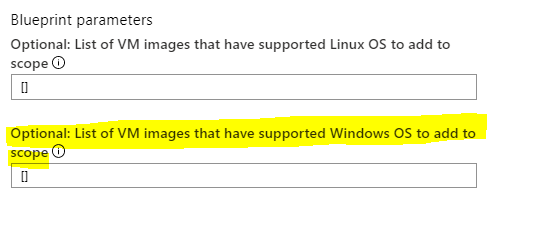 Blueprint parameters
Optional: List of VM images that have supported Linux OS to add to
scope
[]
Optional: List of VM images that have supported Windows OS to add to
scope
[]